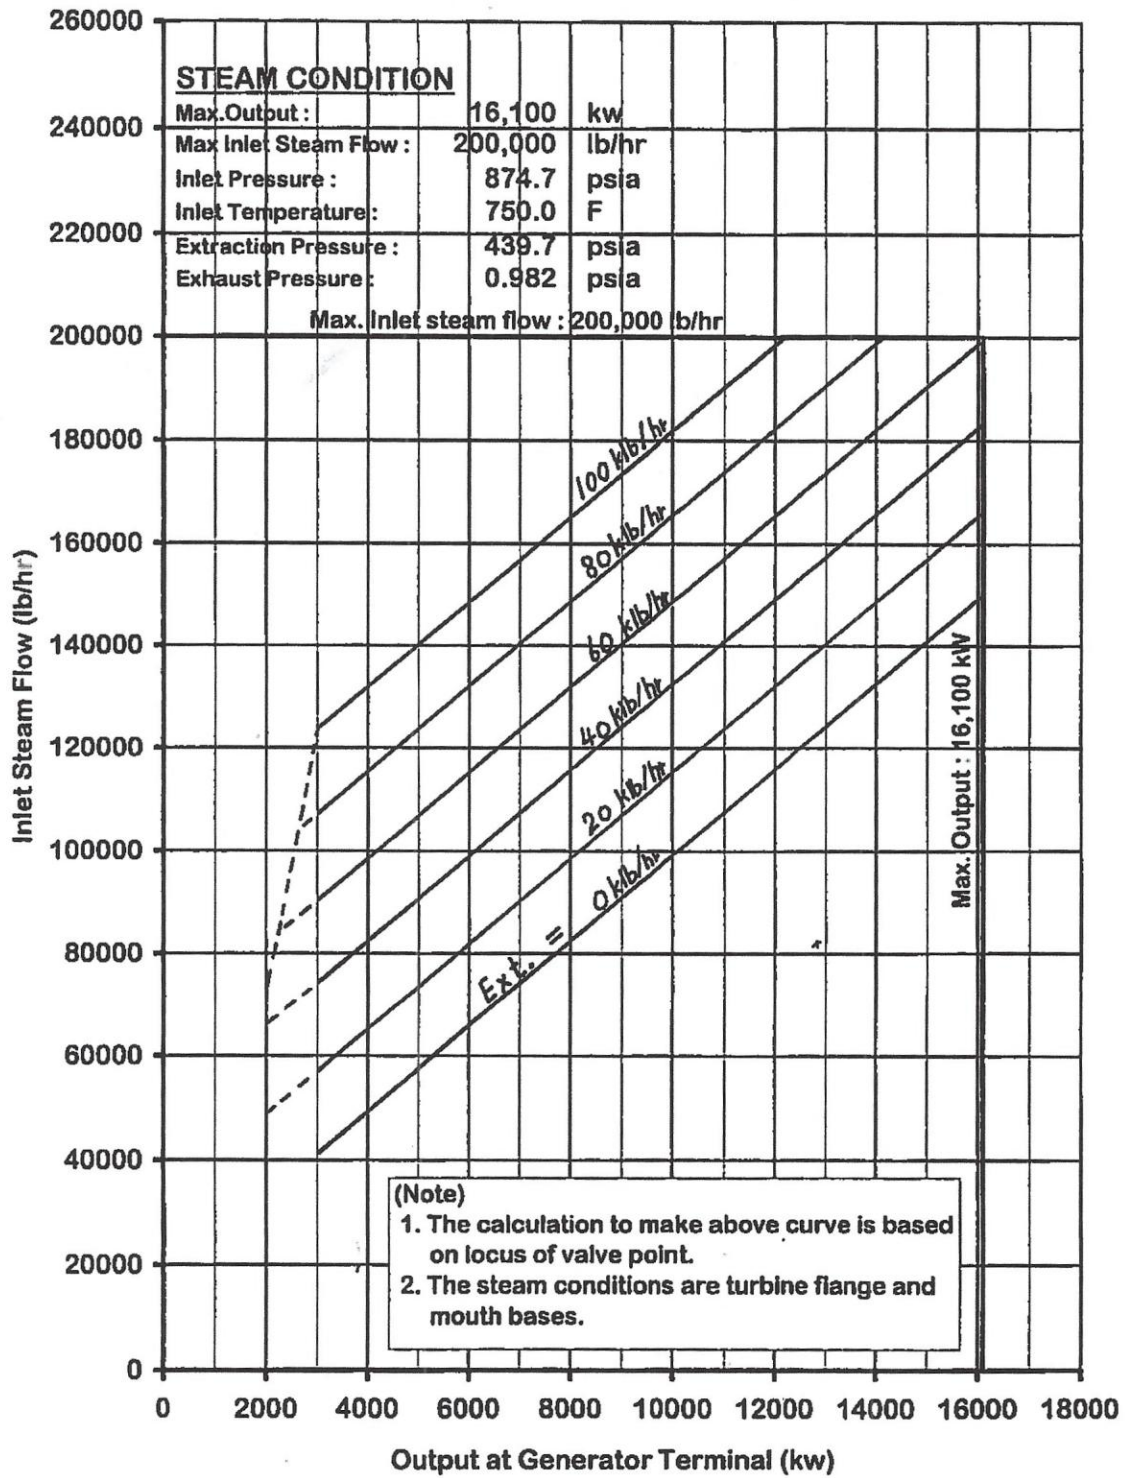 260000
STEAM CONDITION
Max.Output : 16,100 kw
240000
Max Inlet Steam Flow : 200,000 lb/hr
Inlet Pressure : 874.7 psia
Inlet Temperature : 750.0 F
220000
Extraction Pressure : 439.7 psia
Exhaust Pressure : 0.982 psia
Max. Inlet steam flow : 200,000 lb/hr
200000
180000
100 klb/hr
160000
80 klb/hr
140000
60 klb/hr
120000
40 klb/hr
100000
20 klb/hr
80000
Ext. = 0 klb/hr
60000
40000
20000
0
Inlet Steam Flow (lb/hr)
Max. Output : 16,100 kW
(Note)
1. The calculation to make above curve is based
on locus of valve point.
2. The steam conditions are turbine flange and
mouth bases.
0 2000 4000 6000 8000 10000 12000 14000 16000 18000
Output at Generator Terminal (kw)